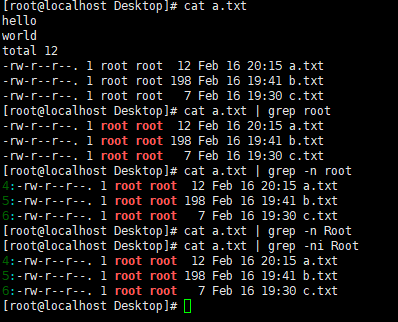 [root@localhost Desktop]# cat a.txt
hello
world
total 12
-rw-r--r--. 1 root root  12 Feb 16 20:15 a.txt
-rw-r--r--. 1 root root 198 Feb 16 19:41 b.txt
-rw-r--r--. 1 root root   7 Feb 16 19:30 c.txt
[root@localhost Desktop]# cat a.txt | grep root
-rw-r--r--. 1 root root  12 Feb 16 20:15 a.txt
-rw-r--r--. 1 root root 198 Feb 16 19:41 b.txt
-rw-r--r--. 1 root root   7 Feb 16 19:30 c.txt
[root@localhost Desktop]# cat a.txt | grep -n root
4:-rw-r--r--. 1 root root  12 Feb 16 20:15 a.txt
5:-rw-r--r--. 1 root root 198 Feb 16 19:41 b.txt
6:-rw-r--r--. 1 root root   7 Feb 16 19:30 c.txt
[root@localhost Desktop]# cat a.txt | grep -n Root
[root@localhost Desktop]# cat a.txt | grep -ni Root
4:-rw-r--r--. 1 root root  12 Feb 16 20:15 a.txt
5:-rw-r--r--. 1 root root 198 Feb 16 19:41 b.txt
6:-rw-r--r--. 1 root root   7 Feb 16 19:30 c.txt
[root@localhost Desktop]#